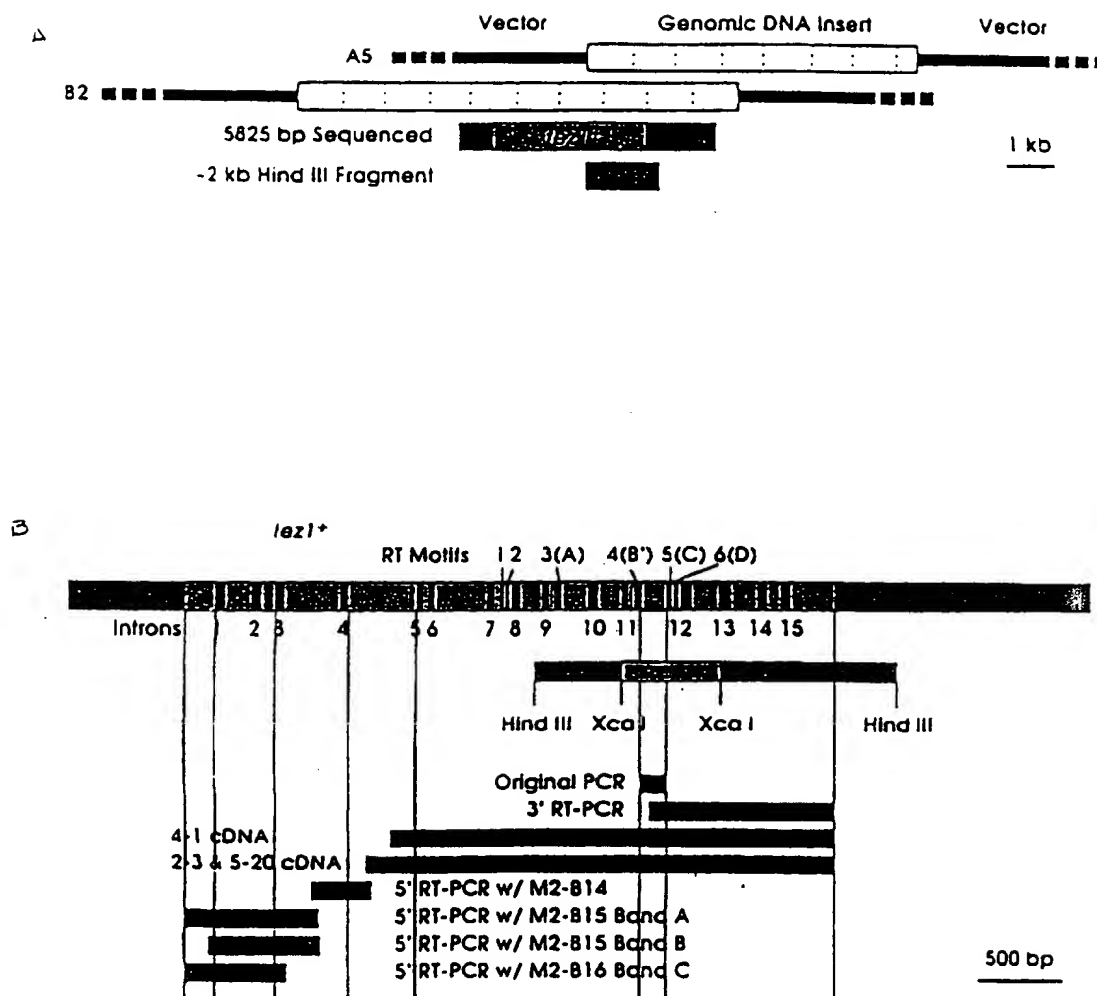 A
Vector
Genomic DNA Insert
Vector
A5
B2
5825 bp Sequenced
1 kb
~2 kb Hind III Fragment
B
tez1+
RT Motifs 1 2 3(A) 4(B') 5(C) 6(D)
Introns 1 2 3 4 5 6 7 8 9 10 11 12 13 14 15
Hind III Xca I Xca I Hind III
Original PCR
3' RT-PCR
4-1 cDNA
2-3 & 5-20 cDNA
5' RT-PCR w/ M2-B14
5' RT-PCR w/ M2-B15 Band A
5' RT-PCR w/ M2-B15 Band B
5' RT-PCR w/ M2-B16 Band C
500 bp